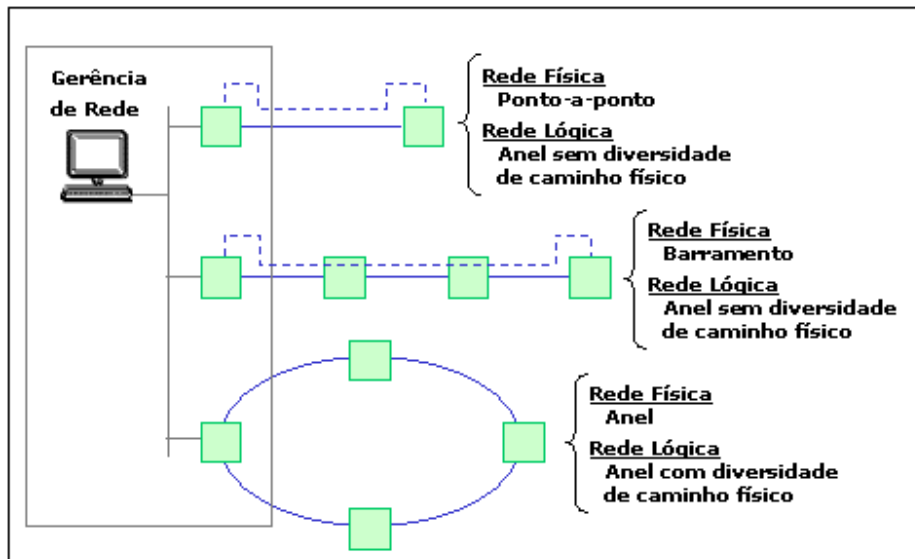 Gerência
de Rede
Rede Física
Ponto-a-ponto
Rede Lógica
Anel sem diversidade
de caminho físico
Rede Física
Barramento
Rede Lógica
Anel sem diversidade
de caminho físico
Rede Física
Anel
Rede Lógica
Anel com diversidade
de caminho físico